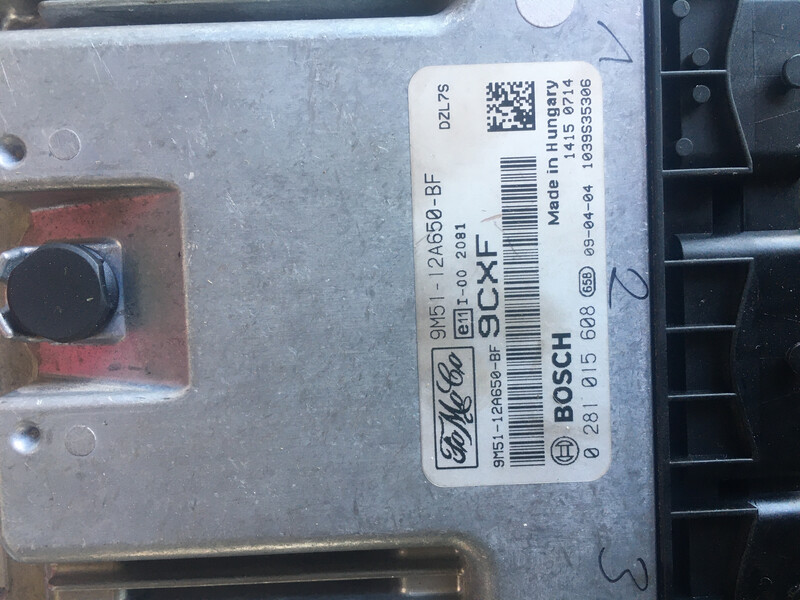 FoMoCo
9M51-12A650-BF
DZL7S
e11 I-00 2081
9CXF
9M51-12A650-BF
Made in Hungary
BOSCH
1415 0714
0 281 015 608 65B 09-04-04 1039S35306
1
2
3